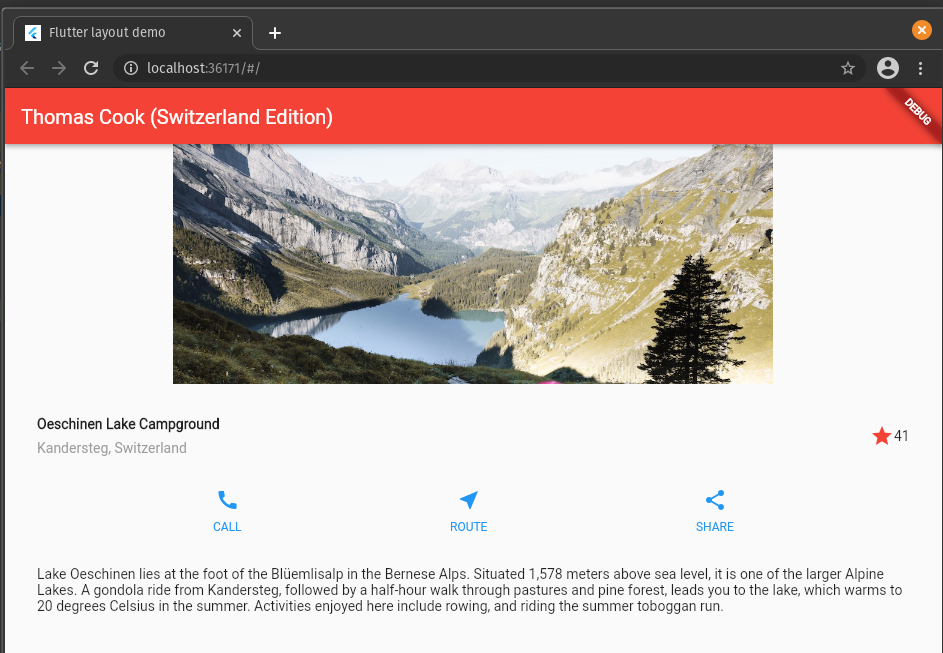 Flutter layout demo
localhost:36171/#/
Thomas Cook (Switzerland Edition)
DEBUG
Oeschinen Lake Campground
Kandersteg, Switzerland
41
CALL
ROUTE
SHARE
Lake Oeschinen lies at the foot of the Blüemlisalp in the Bernese Alps. Situated 1,578 meters above sea level, it is one of the larger Alpine
Lakes. A gondola ride from Kandersteg, followed by a half-hour walk through pastures and pine forest, leads you to the lake, which warms to
20 degrees Celsius in the summer. Activities enjoyed here include rowing, and riding the summer toboggan run.